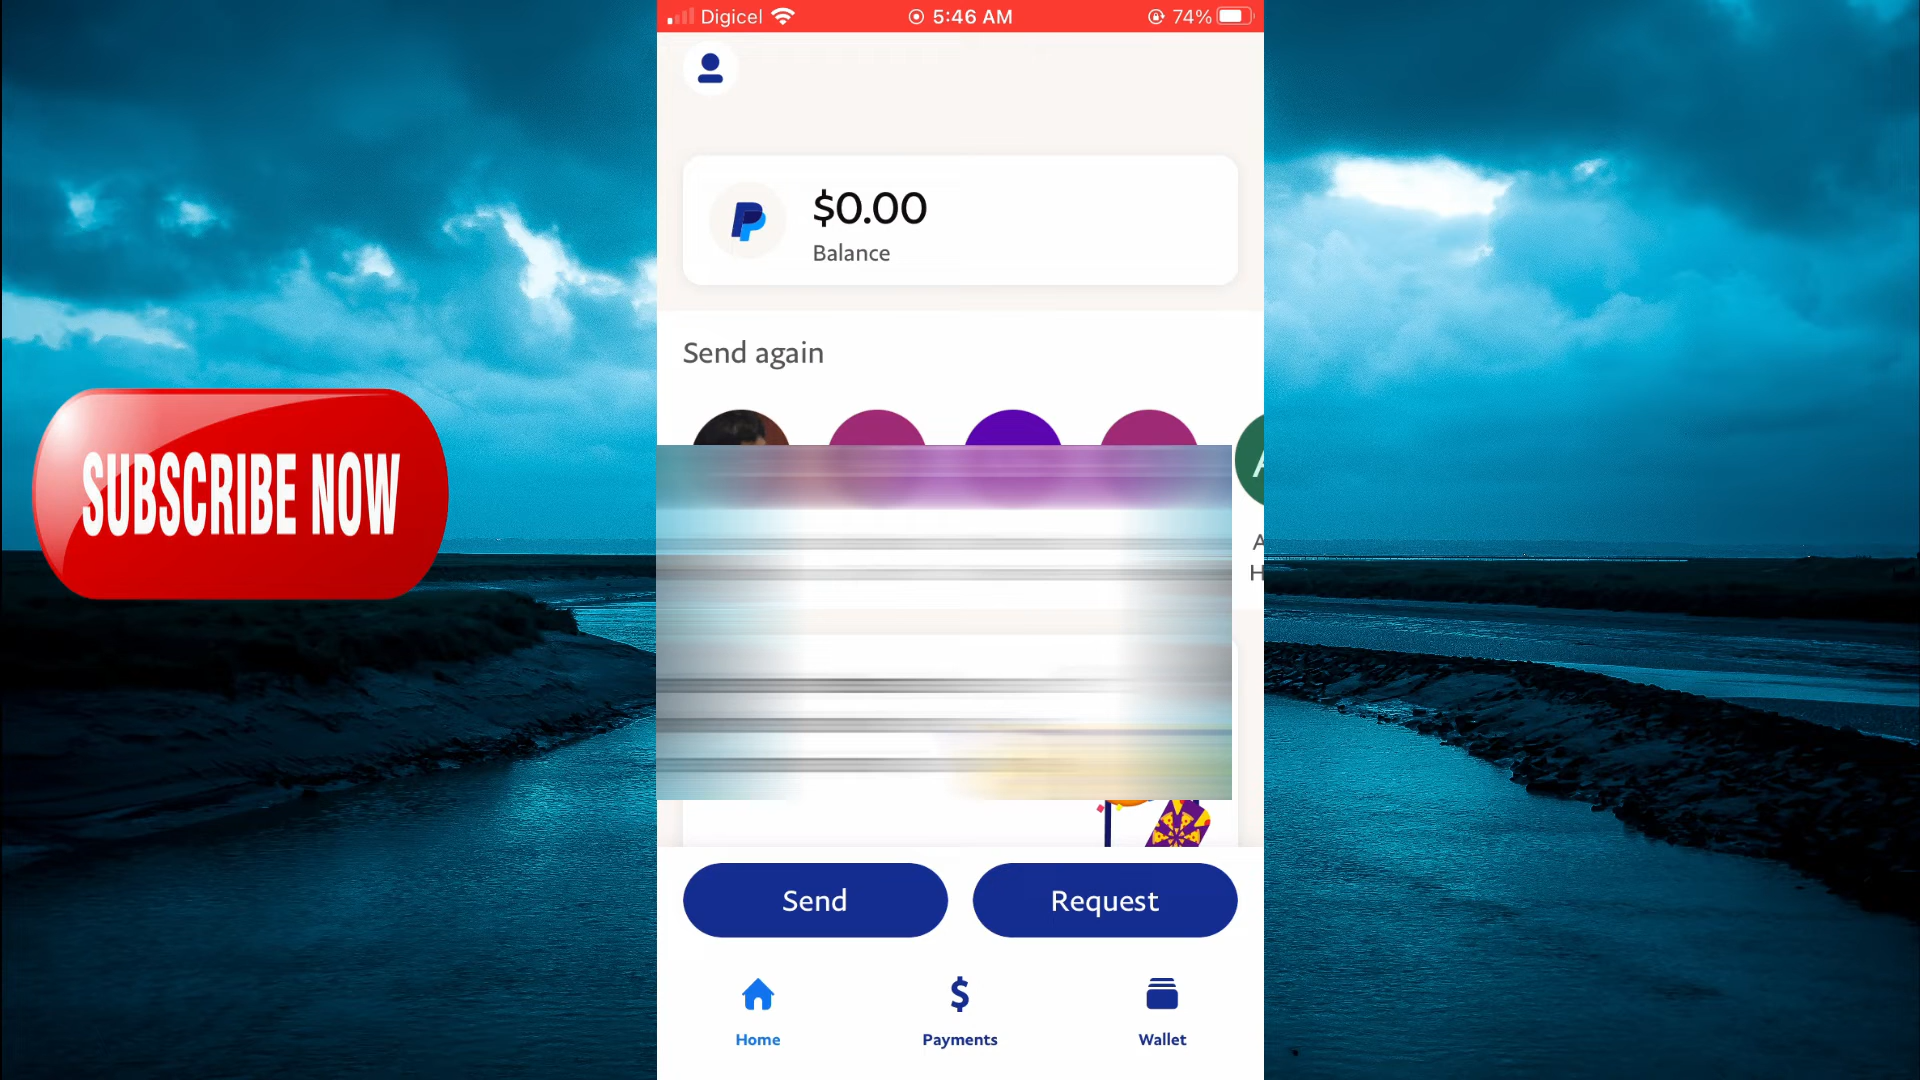 Digicel
5:46 AM
74%
$0.00
Balance
Send again
SUBSCRIBE NOW
A
A
H
Send
Request
Home
Payments
Wallet